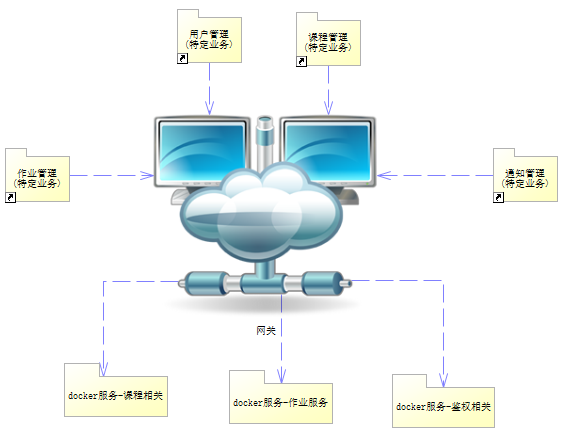 用户管理
(特定业务)
课程管理
(特定业务)
作业管理
(特定业务)
通知管理
(特定业务)
网关
docker服务-课程相关
docker服务-作业服务
docker服务-鉴权相关